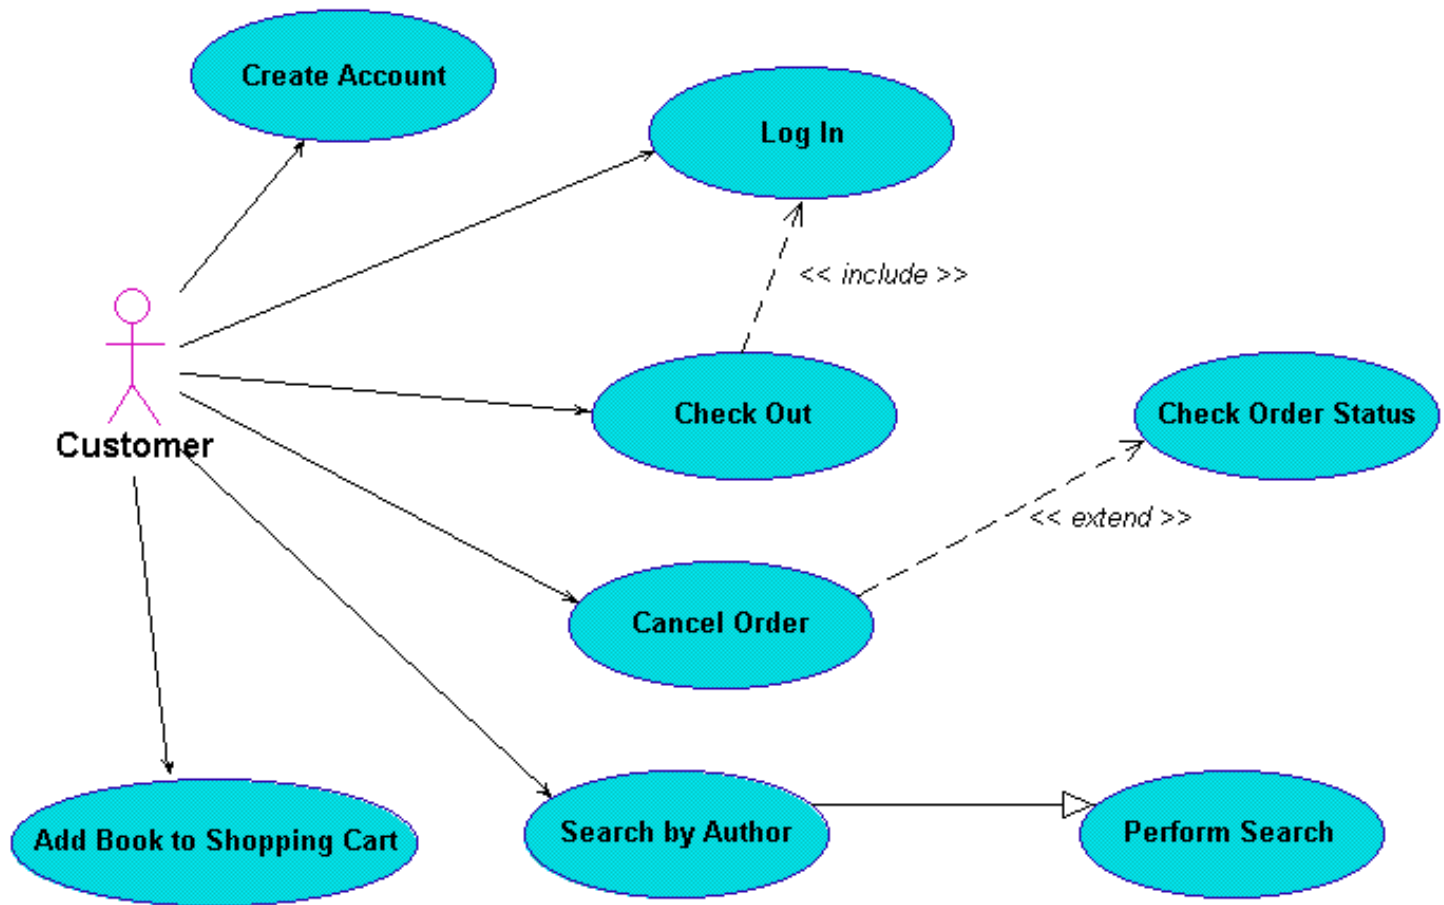 Create Account
Log In
<< include >>
Check Out
Check Order Status
Customer
<< extend >>
Cancel Order
Add Book to Shopping Cart
Search by Author
Perform Search